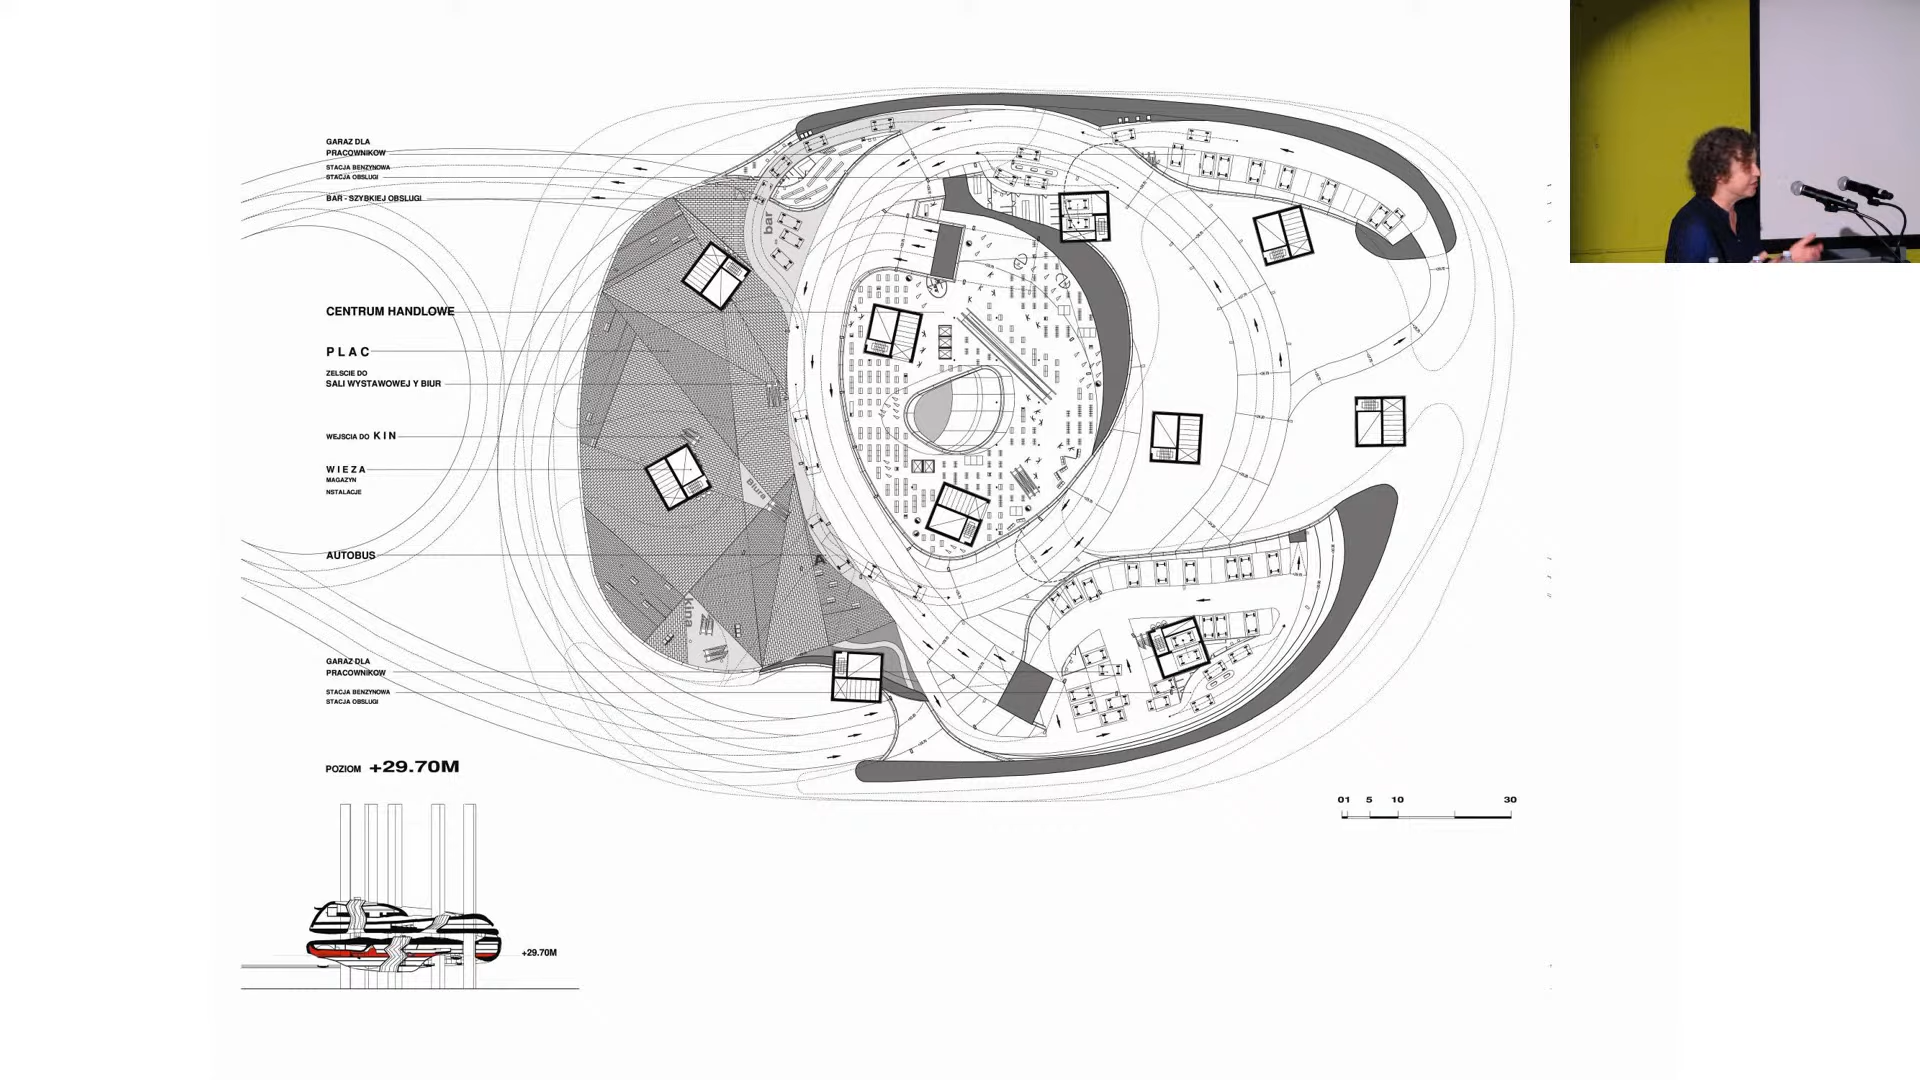 GARAZ DLA
PRACOWNIKOW
STACJA BENZYNOWA
STACJA OBSLUGI
BAR - SZYBKIEJ OBSLUGI
CENTRUM HANDLOWE
PLAC
ZELSCIE DO
SALI WYSTAWOWEJ Y BIUR
WEJSCIA DO KIN
WIEZA
MAGAZYN
NSTALACJE
AUTOBUS
GARAZ DLA
PRACOWNIKOW
STACJA BENZYNOWA
STACJA OBSLUGI
POZIOM +29.70M
+29.70M
bar
Biura
A
kina
01 5 10 30